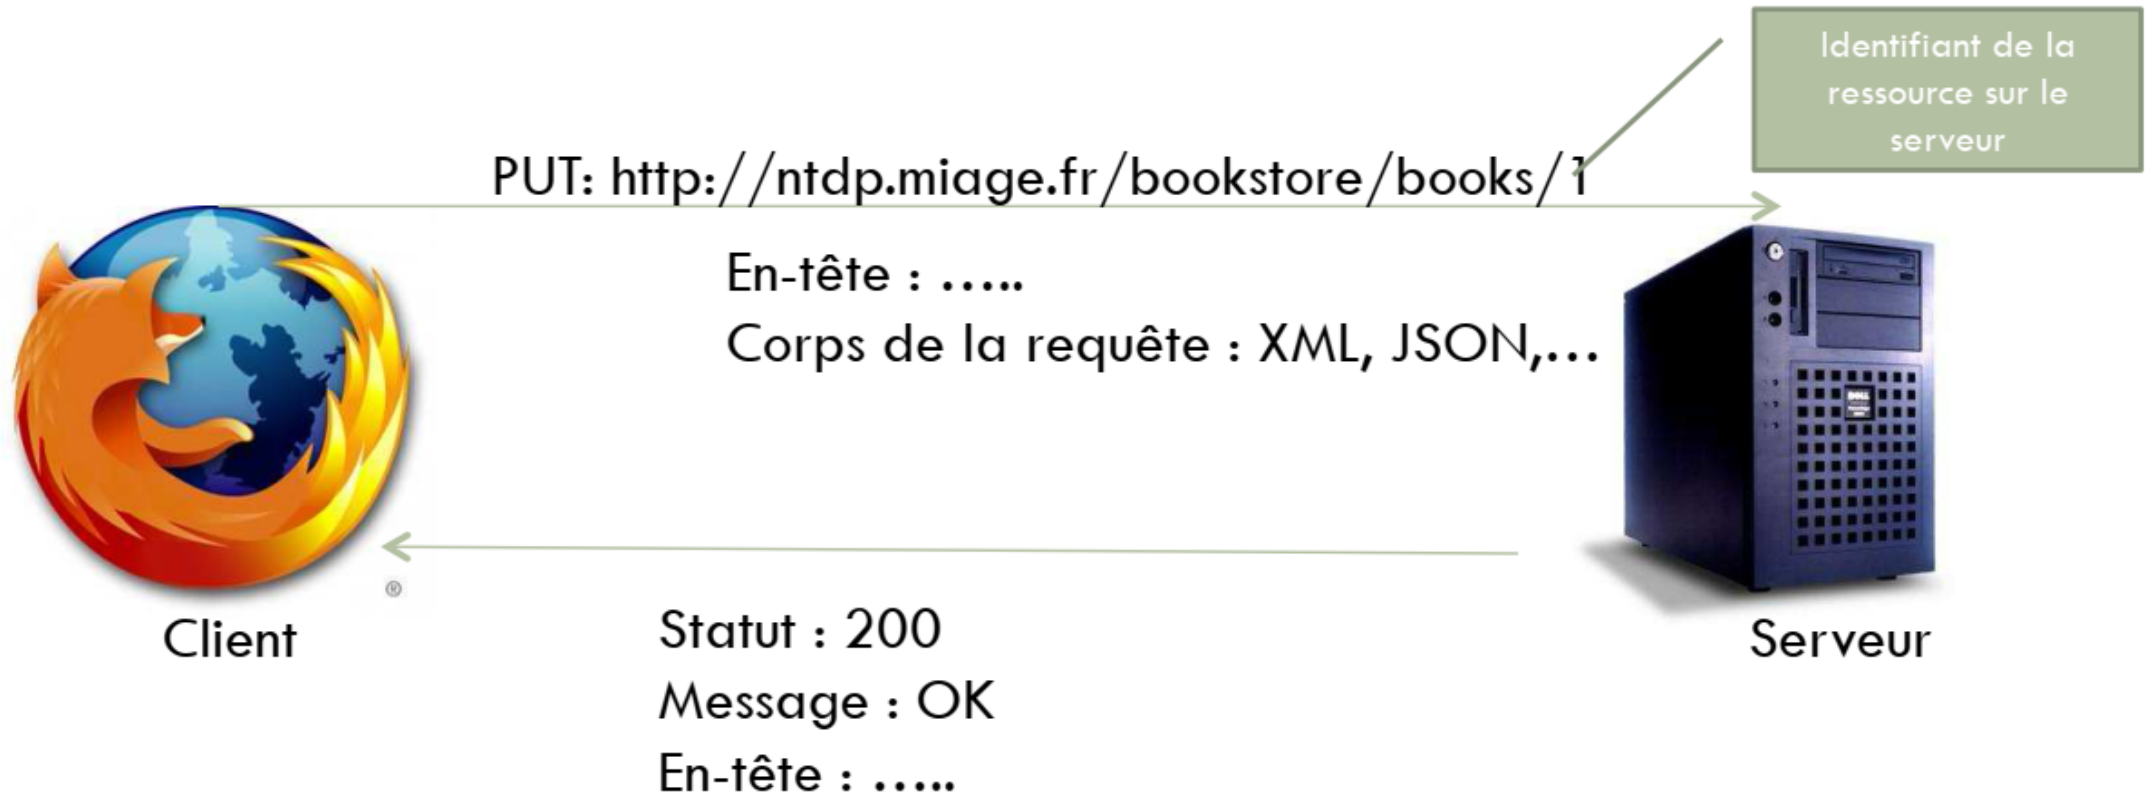 Identifiant de la
ressource sur le
serveur
PUT: http://ntdp.miage.fr/bookstore/books/1
En-tête : .....
Corps de la requête : XML, JSON,...
DELL
®
Client
Serveur
Statut : 200
Message : OK
En-tête : .....